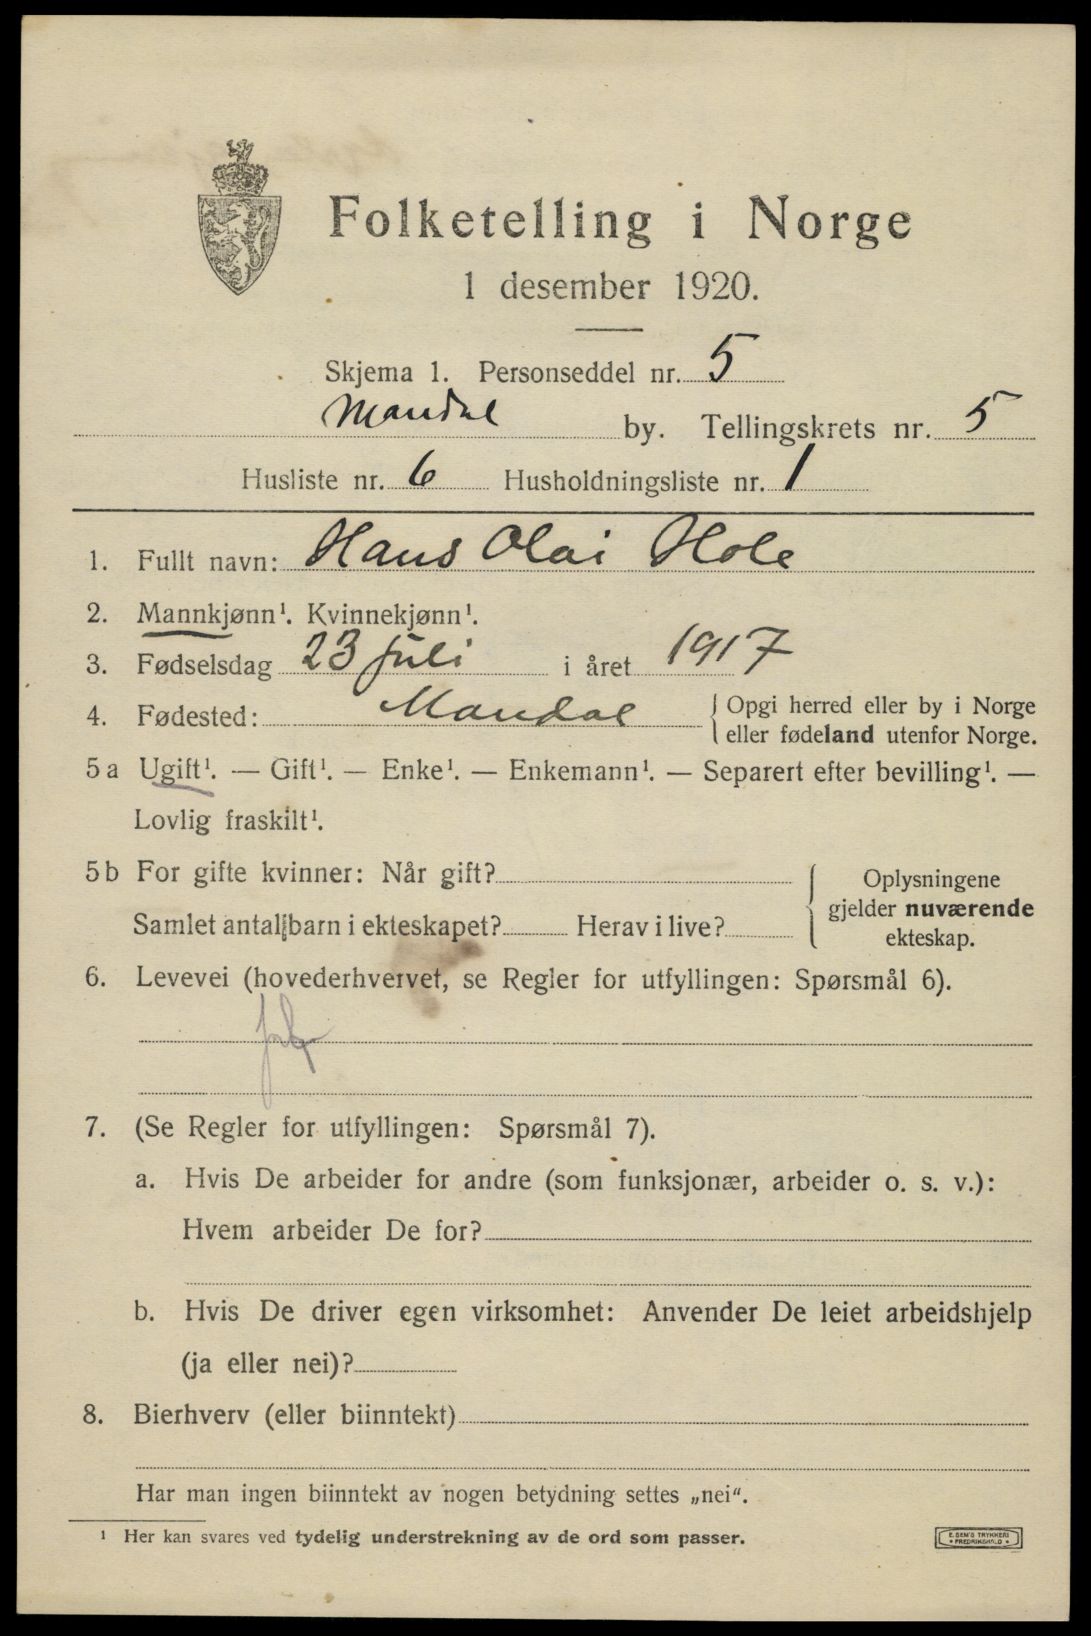 Folketelling i Norge
1 desember 1920.
Skjema 1. Personseddel nr. 5
Mandal by. Tellingskrets nr. 5
Husliste nr. 6 Husholdningsliste nr. 1
1. Fullt navn: Hans Olai Hole
2. Mannkjønn¹. Kvinnekjønn¹.
3. Fødselsdag 23 juli i året 1917
4. Fødested: Mandal { Opgi herred eller by i Norge
eller fødeland utenfor Norge.
5 a Ugift¹. — Gift¹. — Enke¹. — Enkemann¹. — Separert efter bevilling¹. —
Lovlig fraskilt¹.
5 b For gifte kvinner: Når gift?
Samlet antall barn i ekteskapet? Herav i live?
{ Oplysningene
gjelder nuværende
ekteskap.
6. Levevei (hovederhvervet, se Regler for utfyllingen: Spørsmål 6).
7. (Se Regler for utfyllingen: Spørsmål 7).
a. Hvis De arbeider for andre (som funksjonær, arbeider o. s. v.):
Hvem arbeider De for?
b. Hvis De driver egen virksomhet: Anvender De leiet arbeidshjelp
(ja eller nei)?
8. Bierhverv (eller biinntekt)
Har man ingen biinntekt av nogen betydning settes „nei“.
¹ Her kan svares ved tydelig understrekning av de ord som passer.
E. SEM'S TRYKKERI
• FREDRIKSHALD •